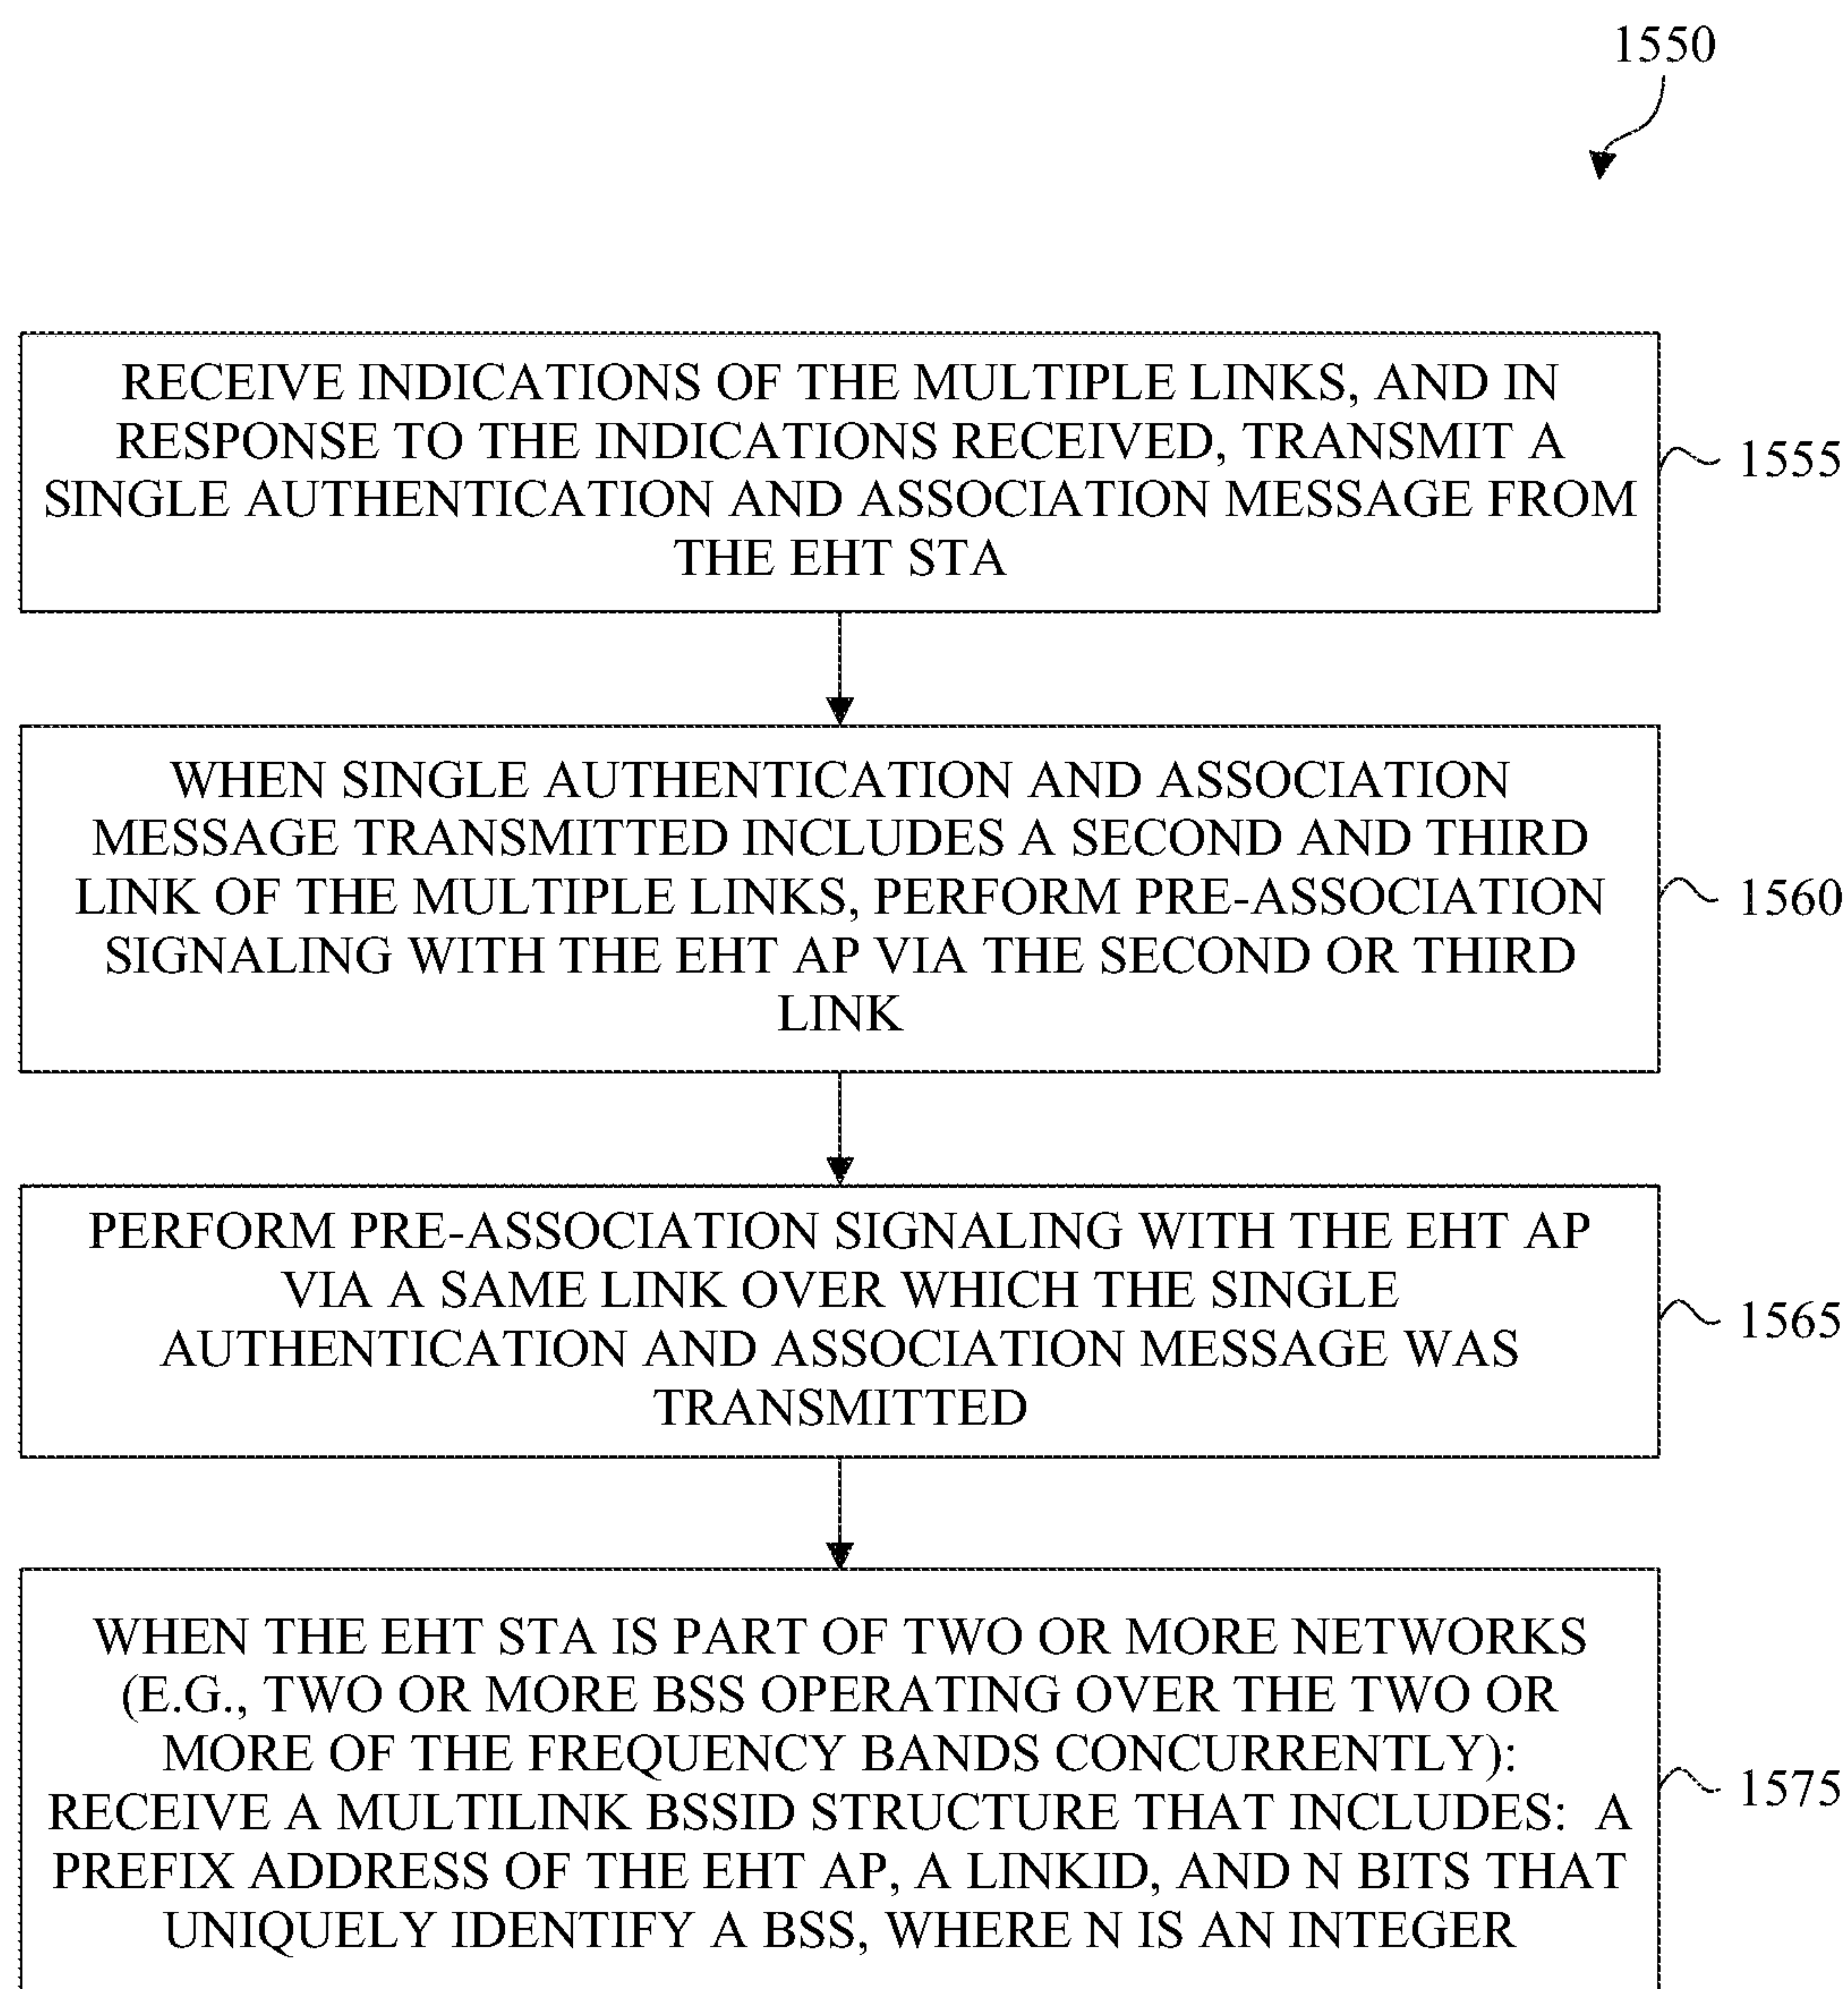 1550
RECEIVE INDICATIONS OF THE MULTIPLE LINKS, AND IN
RESPONSE TO THE INDICATIONS RECEIVED, TRANSMIT A
SINGLE AUTHENTICATION AND ASSOCIATION MESSAGE FROM
THE EHT STA
1555
WHEN SINGLE AUTHENTICATION AND ASSOCIATION
MESSAGE TRANSMITTED INCLUDES A SECOND AND THIRD
LINK OF THE MULTIPLE LINKS, PERFORM PRE-ASSOCIATION
SIGNALING WITH THE EHT AP VIA THE SECOND OR THIRD
LINK
1560
PERFORM PRE-ASSOCIATION SIGNALING WITH THE EHT AP
VIA A SAME LINK OVER WHICH THE SINGLE
AUTHENTICATION AND ASSOCIATION MESSAGE WAS
TRANSMITTED
1565
WHEN THE EHT STA IS PART OF TWO OR MORE NETWORKS
(E.G., TWO OR MORE BSS OPERATING OVER THE TWO OR
MORE OF THE FREQUENCY BANDS CONCURRENTLY):
RECEIVE A MULTILINK BSSID STRUCTURE THAT INCLUDES: A
PREFIX ADDRESS OF THE EHT AP, A LINKID, AND N BITS THAT
UNIQUELY IDENTIFY A BSS, WHERE N IS AN INTEGER
1575